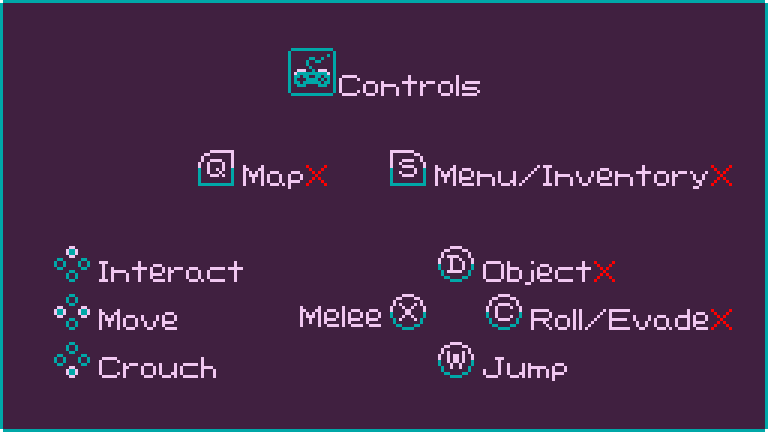 Controls
Q Map X S Menu/Inventory X
Interact D Object X
Move Melee X C Roll/Evade X
Crouch W Jump